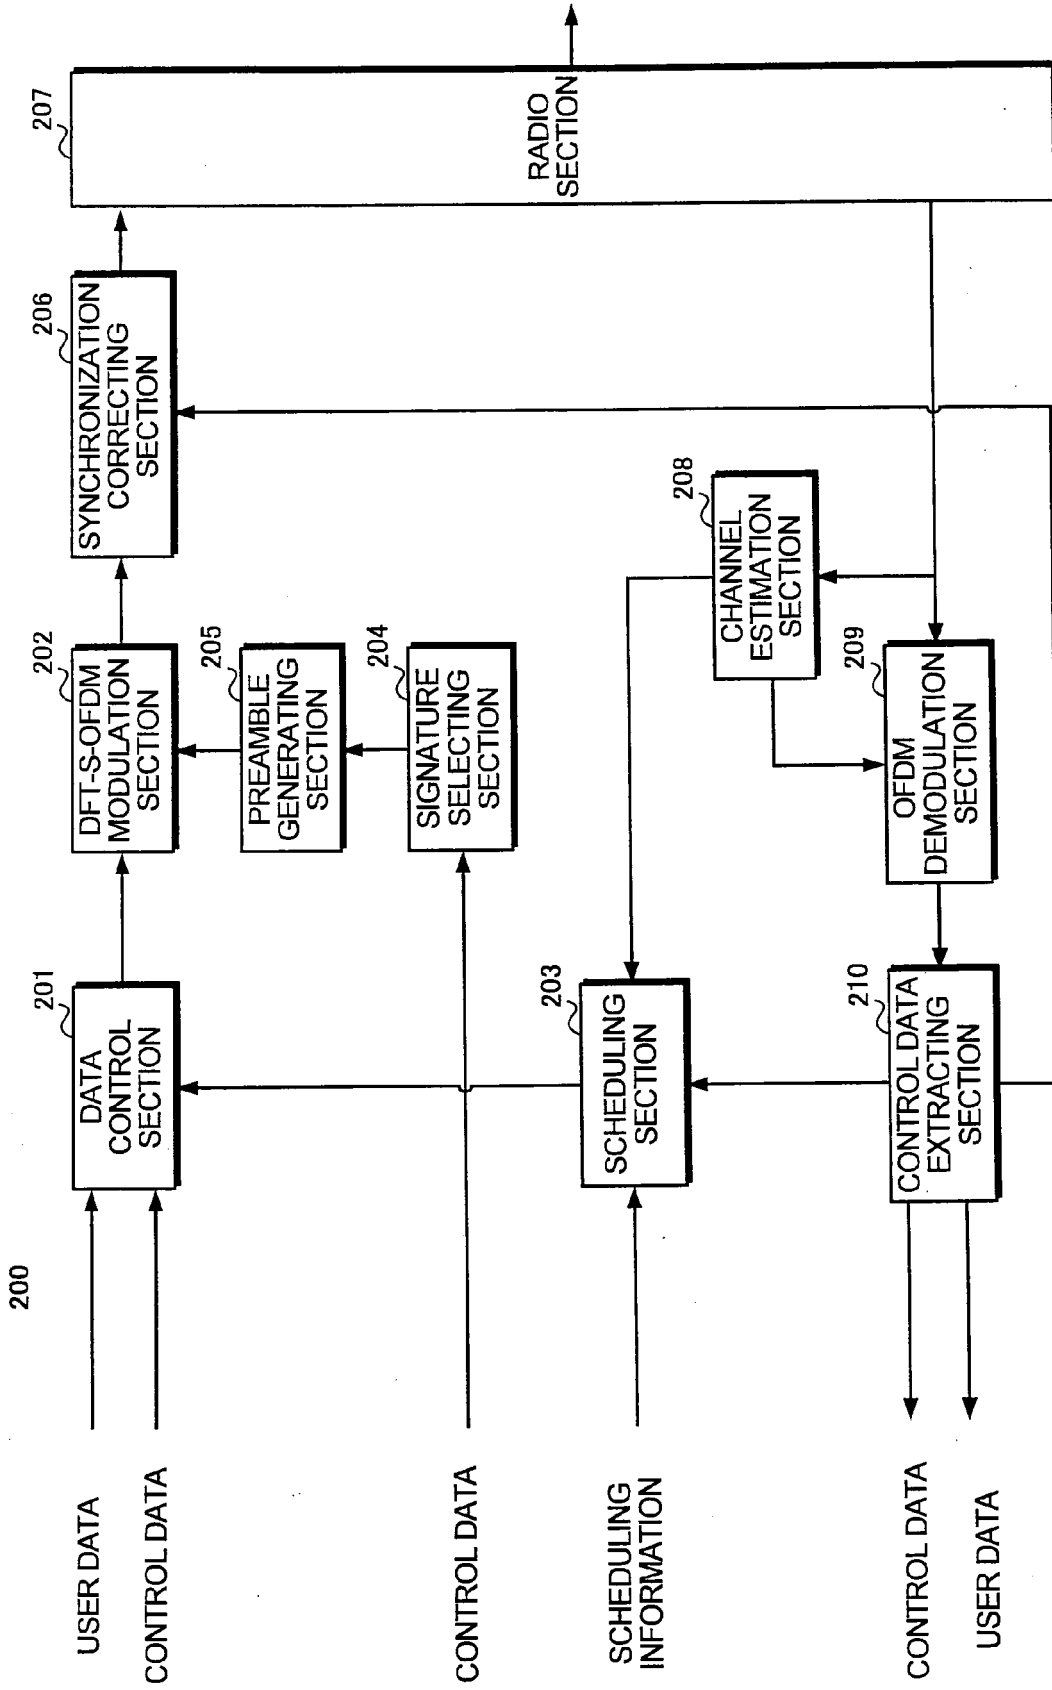 200
USER DATA
CONTROL DATA
201
DATA
CONTROL
SECTION
202
DFT-S-OFDM
MODULATION
SECTION
206
SYNCHRONIZATION
CORRECTING
SECTION
207
RADIO
SECTION
205
PREAMBLE
GENERATING
SECTION
CONTROL DATA
204
SIGNATURE
SELECTING
SECTION
SCHEDULING
INFORMATION
203
SCHEDULING
SECTION
208
CHANNEL
ESTIMATION
SECTION
CONTROL DATA
USER DATA
210
CONTROL DATA
EXTRACTING
SECTION
209
OFDM
DEMODULATION
SECTION